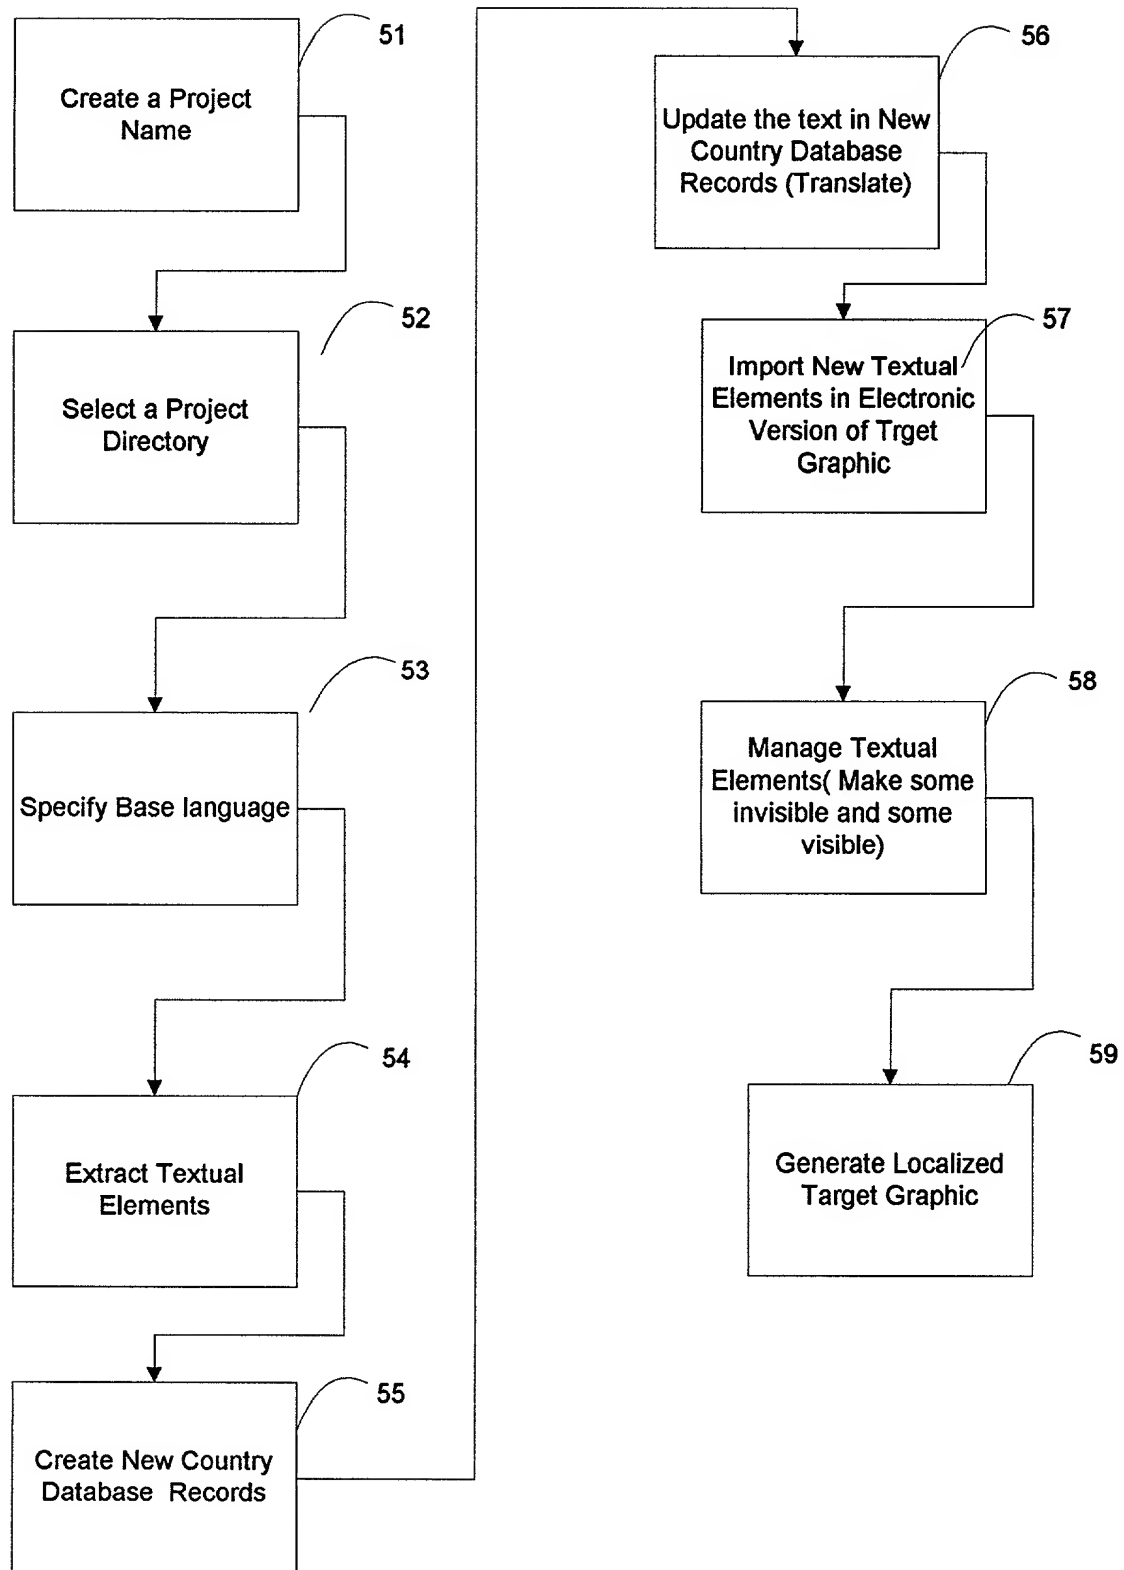 51
Create a Project
Name
52
Select a Project
Directory
53
Specify Base language
54
Extract Textual
Elements
55
Create New Country
Database Records
56
Update the text in New
Country Database
Records (Translate)
57
Import New Textual
Elements in Electronic
Version of Trget
Graphic
58
Manage Textual
Elements( Make some
invisible and some
visible)
59
Generate Localized
Target Graphic